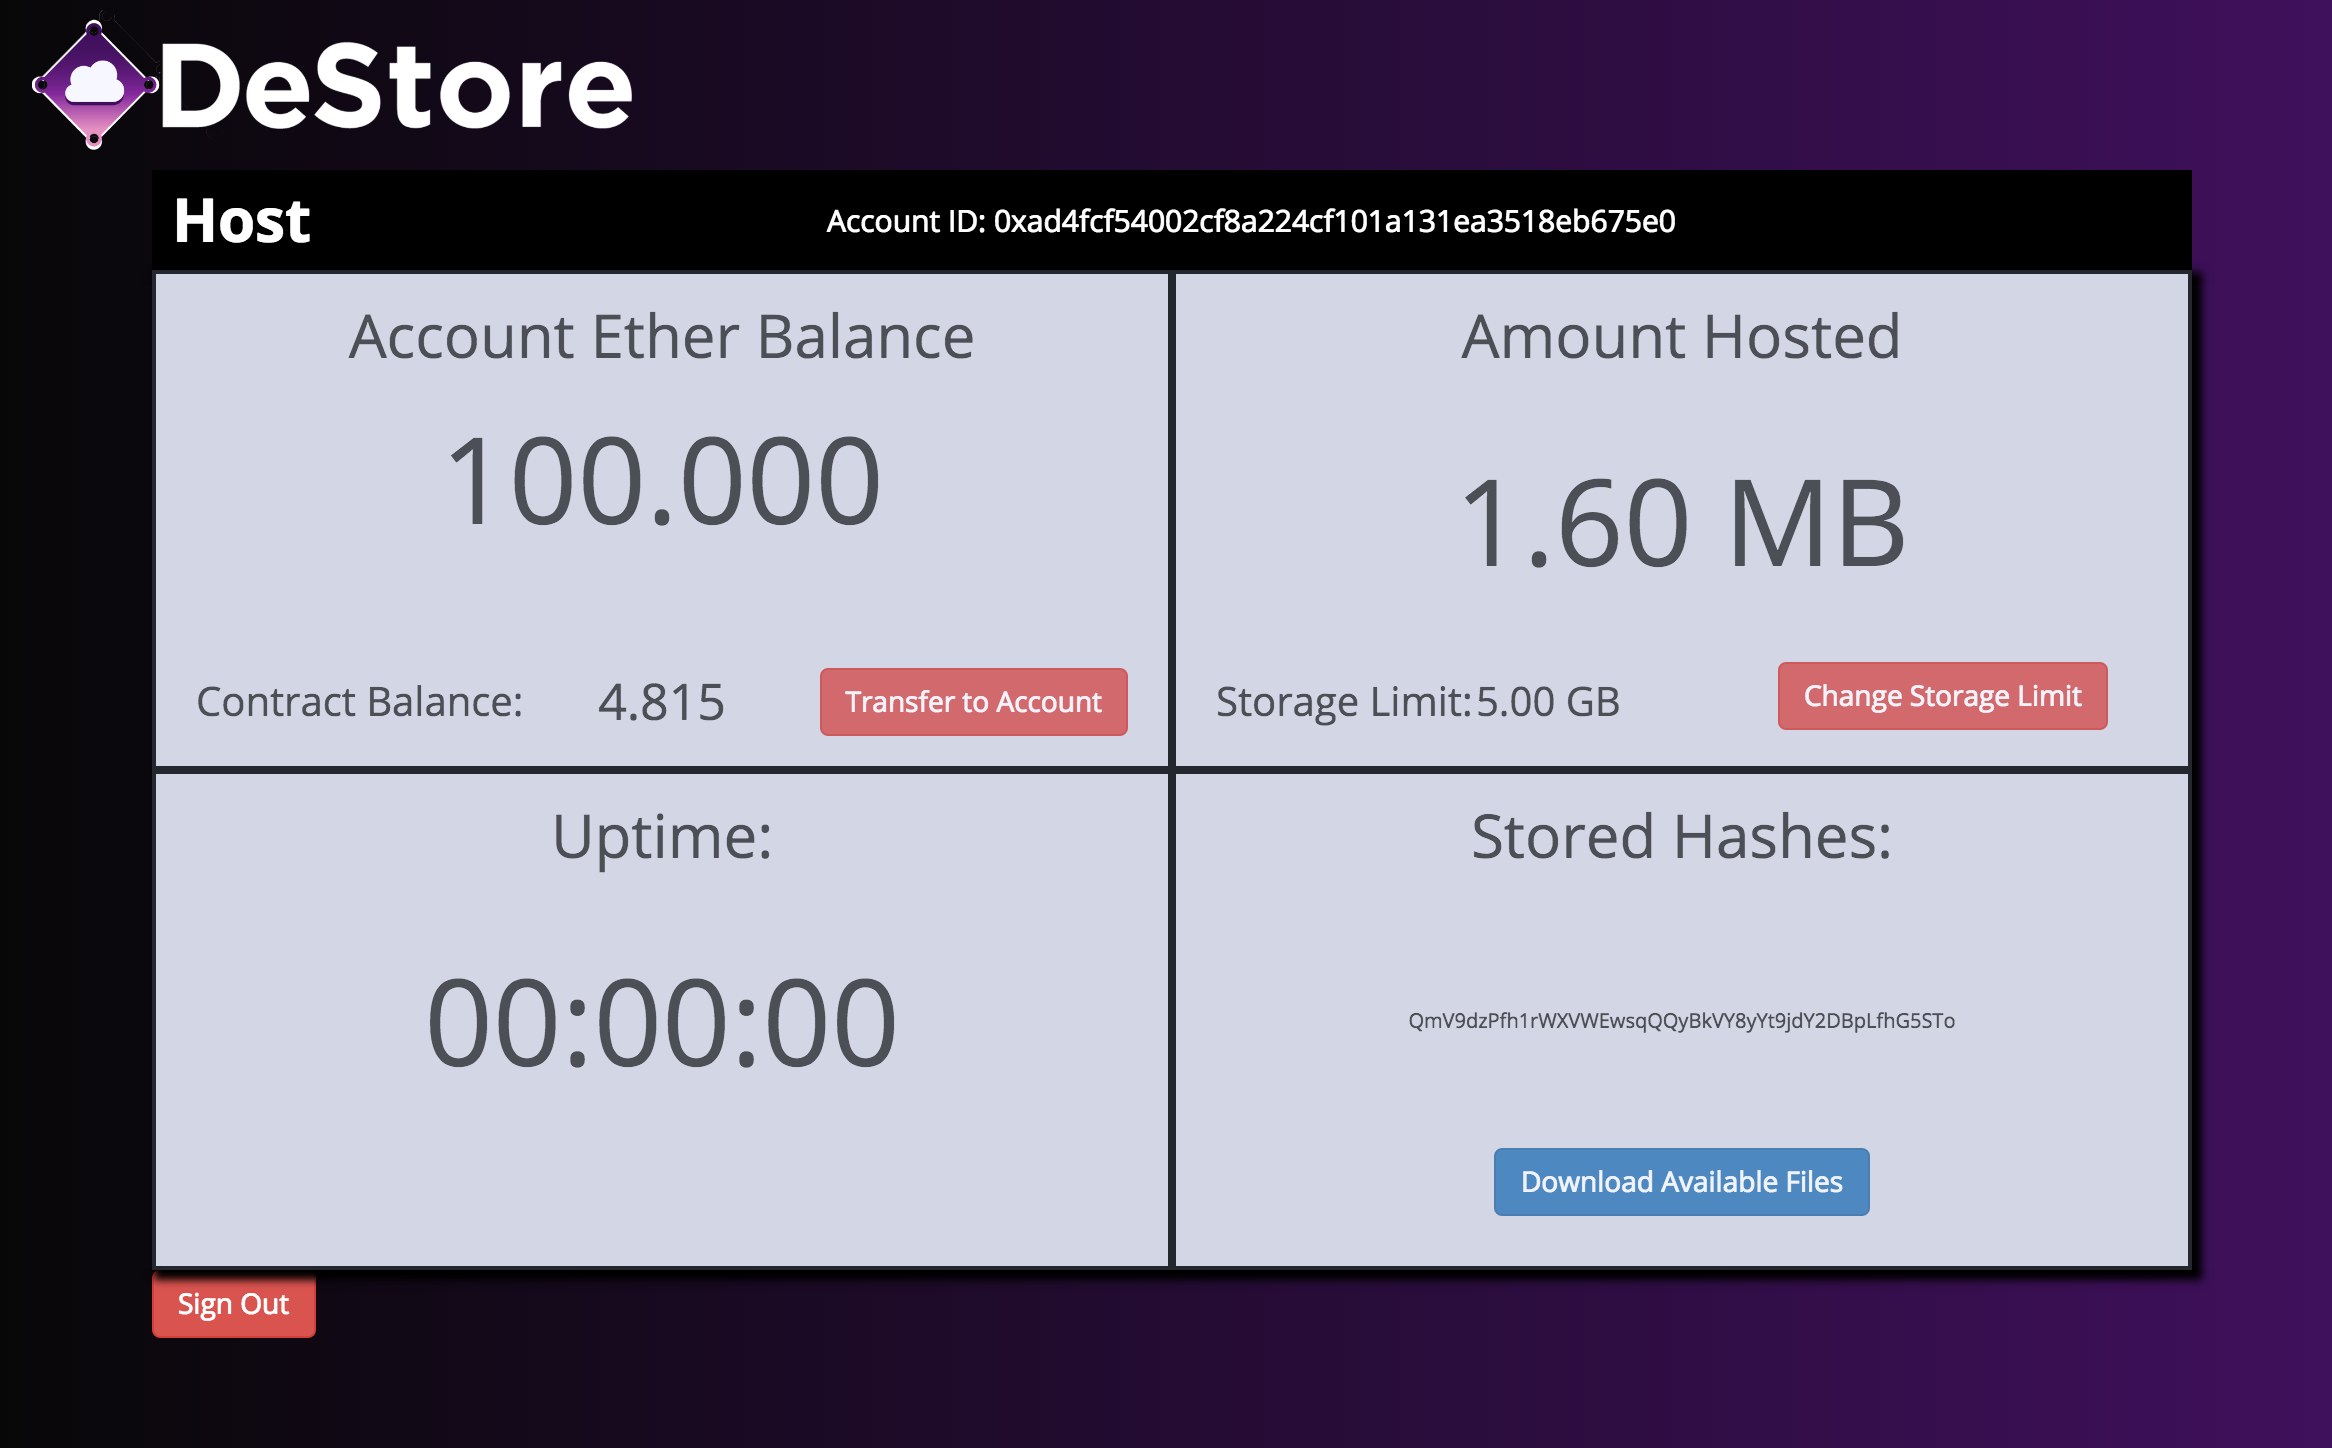 DeStore
Host
Account ID: 0xad4fcf54002cf8a224cf101a131ea3518eb675e0
Account Ether Balance
100.000
Contract Balance: 4.815 Transfer to Account
Amount Hosted
1.60 MB
Storage Limit: 5.00 GB Change Storage Limit
Uptime:
00:00:00
Stored Hashes:
QmV9dzPfh1rWXVWEwsqQQyBkVY8yYt9jdY2DBpLfhG5STo
Download Available Files
Sign Out